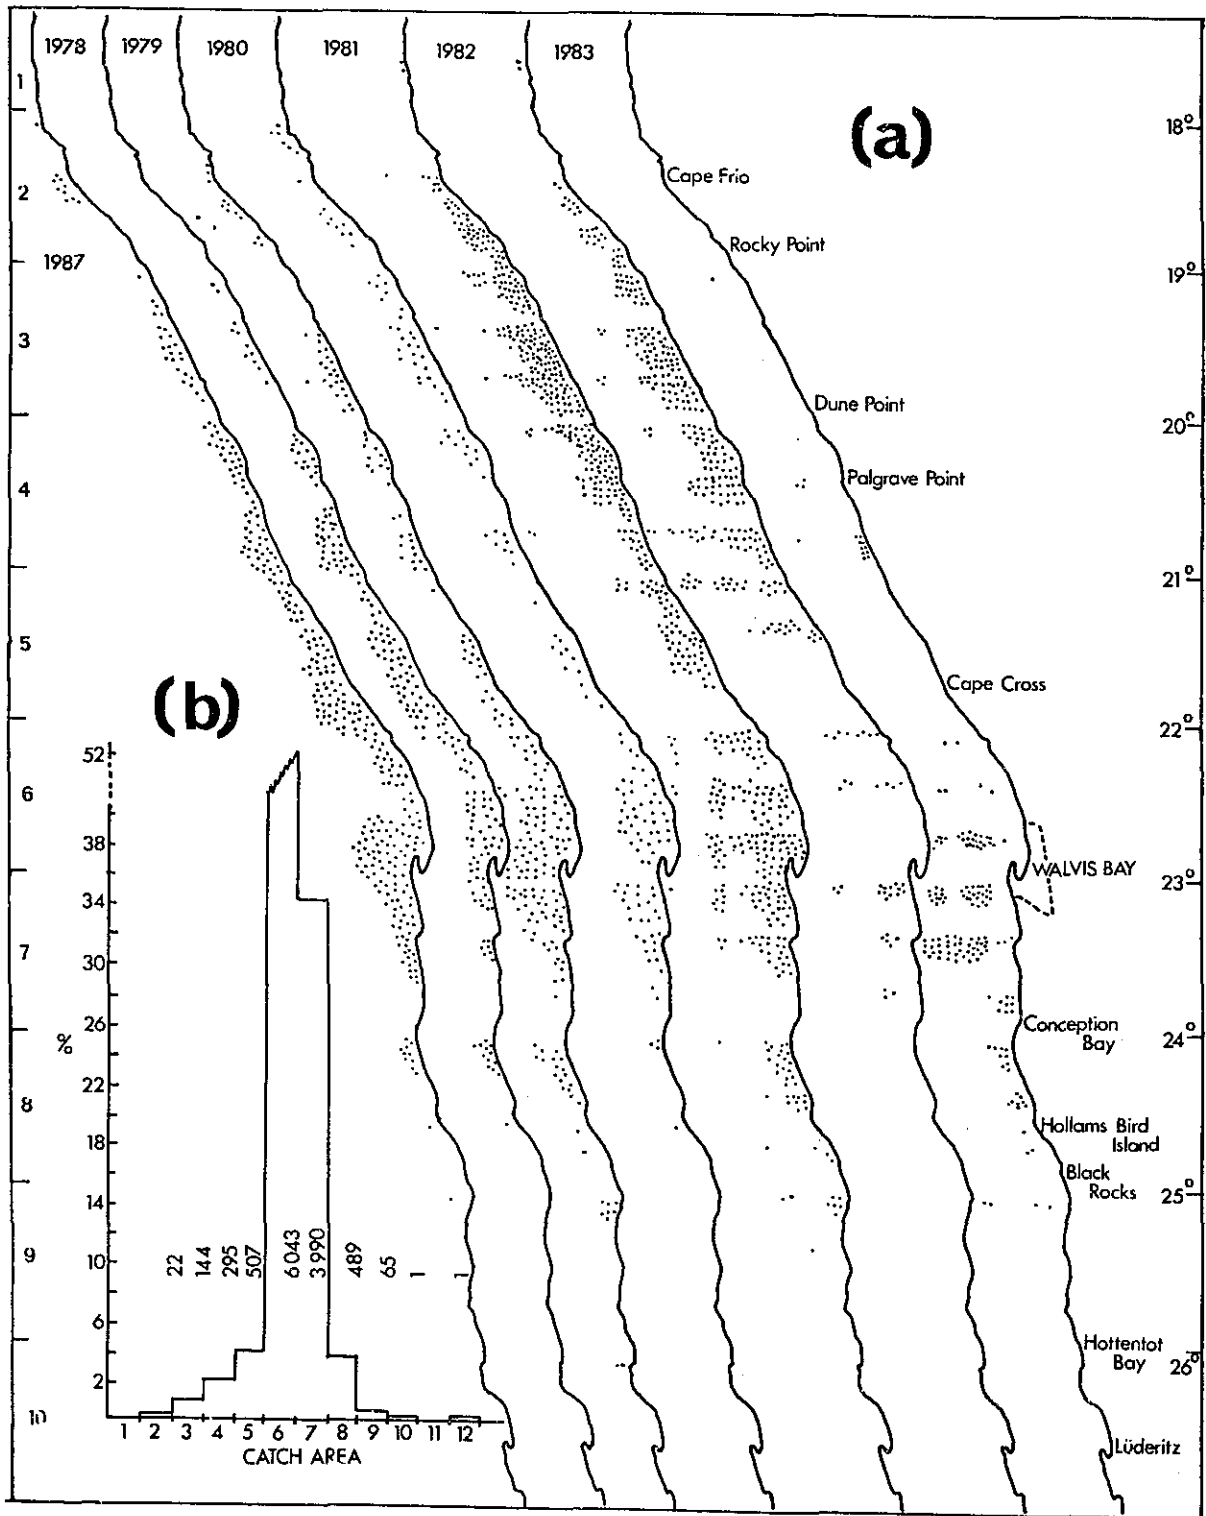 1978 1979 1980 1981 1982 1983
(a)
1987
Cape Frio
Rocky Point
Dune Point
Palgrave Point
Cape Cross
WALVIS BAY
Conception
Bay
Hollams Bird
Island
Black
Rocks
Hottentot
Bay
Lüderitz
18°
19°
20°
21°
22°
23°
24°
25°
26°
1
2
3
4
5
6
7
8
9
10
(b)
52
38
34
30
26
22
18
14
10
6
2
%
22 144 295 507 6 043 3 990 489 65 1 1
1 2 3 4 5 6 7 8 9 10 11 12
CATCH AREA